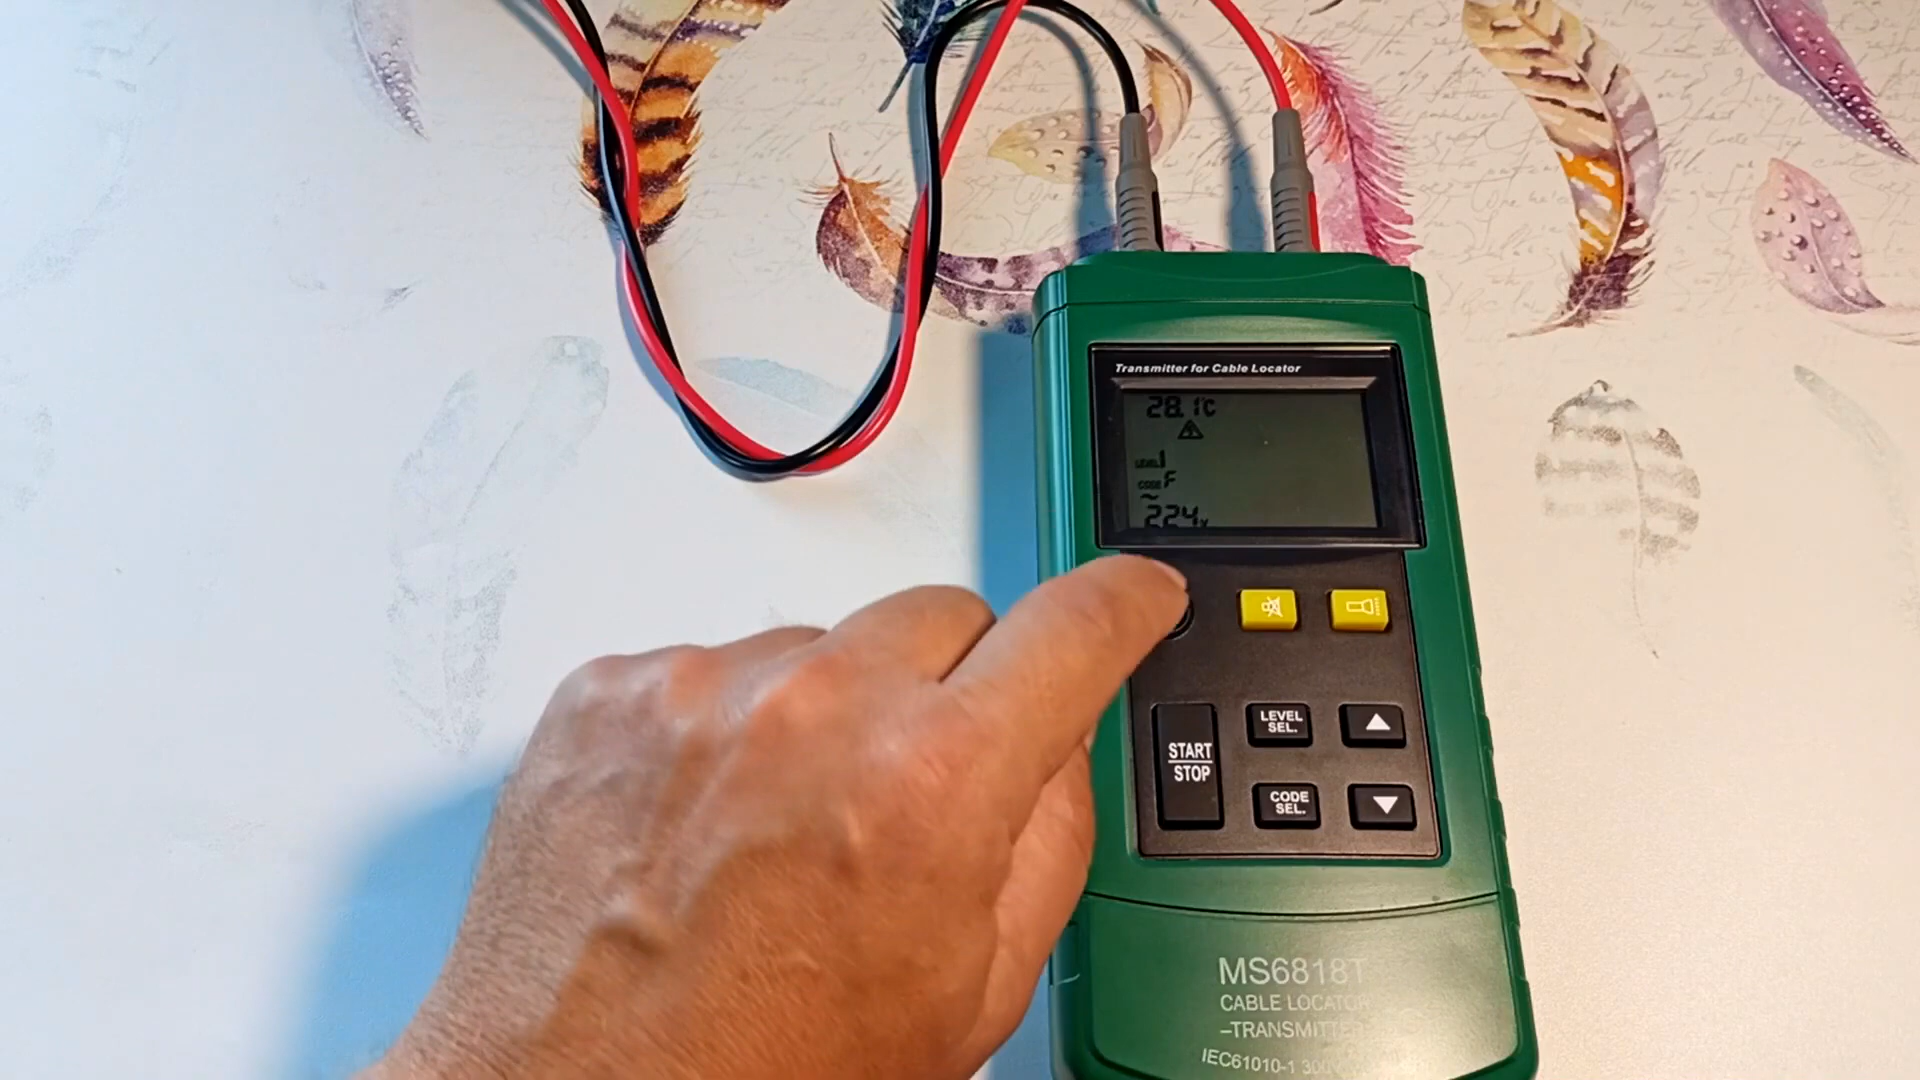 Transmitter for Cable Locator
28.1°C
LEVEL 1
CODE F
~
224V
LEVEL
SEL.
START
STOP
CODE
SEL.
MS6818T
CABLE LOCATOR
-TRANSMITTER
IEC61010-1 300V